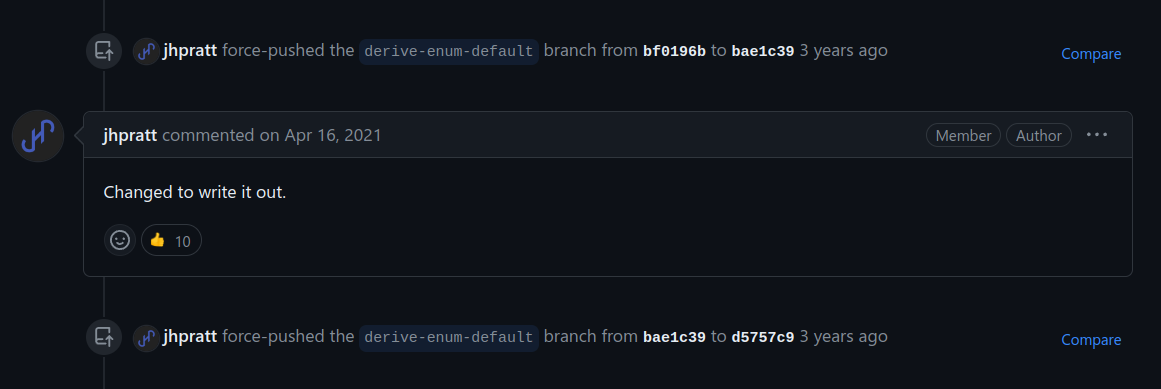 jhpratt force-pushed the derive-enum-default branch from bf0196b to bae1c39 3 years ago Compare
jhpratt commented on Apr 16, 2021 Member Author
Changed to write it out.
👍 10
jhpratt force-pushed the derive-enum-default branch from bae1c39 to d5757c9 3 years ago Compare